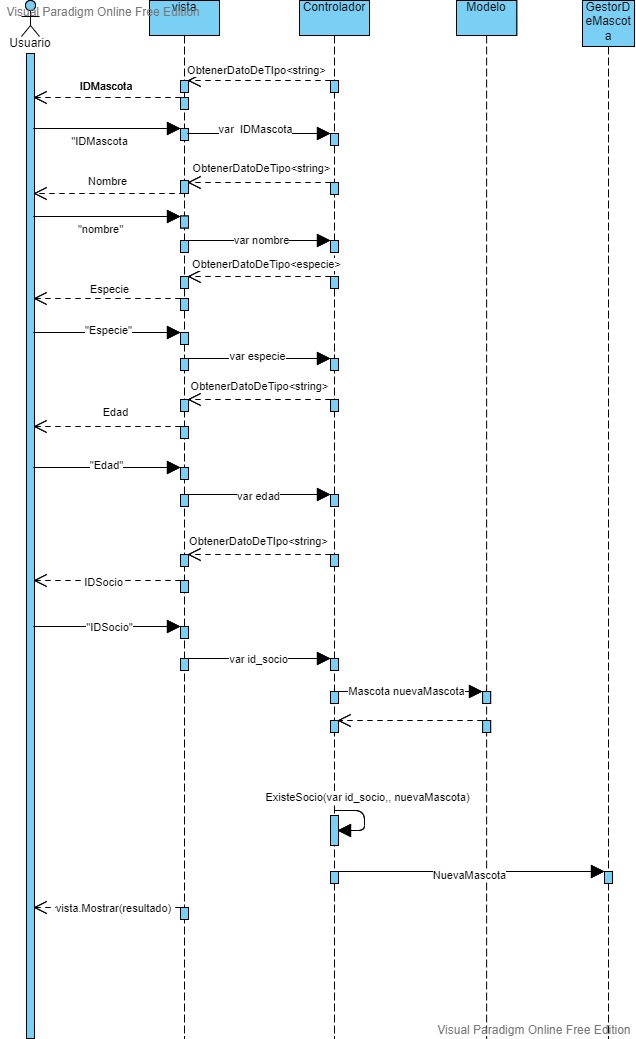 Visual Paradigm Online Free Edition
Usuario
vista
Controlador
Modelo
GestorD
eMascot
a
ObtenerDatoDeTIpo<string>
IDMascota
"IDMascota
var IDMascota
ObtenerDatoDeTipo<string>
Nombre
"nombre"
var nombre
ObtenerDatoDeTipo<especie>
Especie
"Especie"
var especie
ObtenerDatoDeTipo<string>
Edad
"Edad"
var edad
ObtenerDatoDeTIpo<string>
IDSocio
"IDSocio"
var id_socio
Mascota nuevaMascota
ExisteSocio(var id_socio,, nuevaMascota)
NuevaMascota
vista.Mostrar(resultado)
Visual Paradigm Online Free Edition